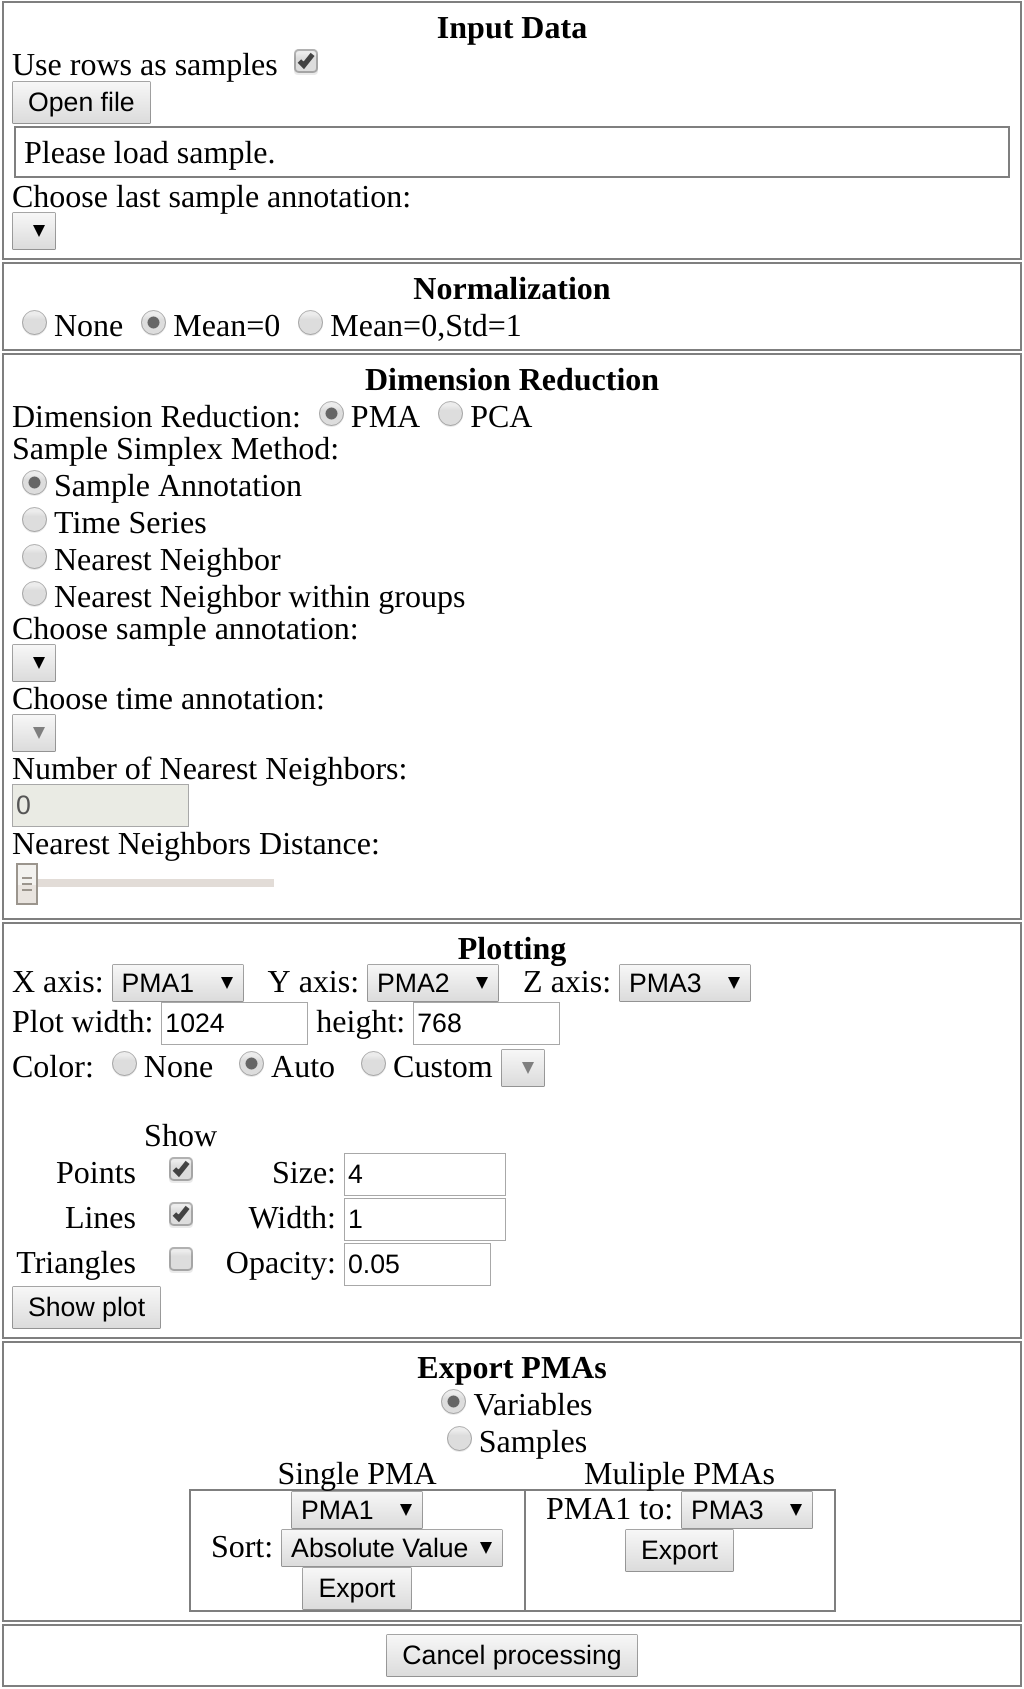 Input Data
Use rows as samples
Open file
Please load sample.
Choose last sample annotation:
Normalization
None Mean=0 Mean=0,Std=1
Dimension Reduction
Dimension Reduction: PMA PCA
Sample Simplex Method:
Sample Annotation
Time Series
Nearest Neighbor
Nearest Neighbor within groups
Choose sample annotation:
Choose time annotation:
Number of Nearest Neighbors:
0
Nearest Neighbors Distance:
Plotting
X axis: PMA1 Y axis: PMA2 Z axis: PMA3
Plot width: 1024 height: 768
Color: None Auto Custom
Show
Points Size: 4
Lines Width: 1
Triangles Opacity: 0.05
Show plot
Export PMAs
Variables
Samples
Single PMA Muliple PMAs
PMA1 PMA1 to: PMA3
Sort: Absolute Value Export
Export
Cancel processing